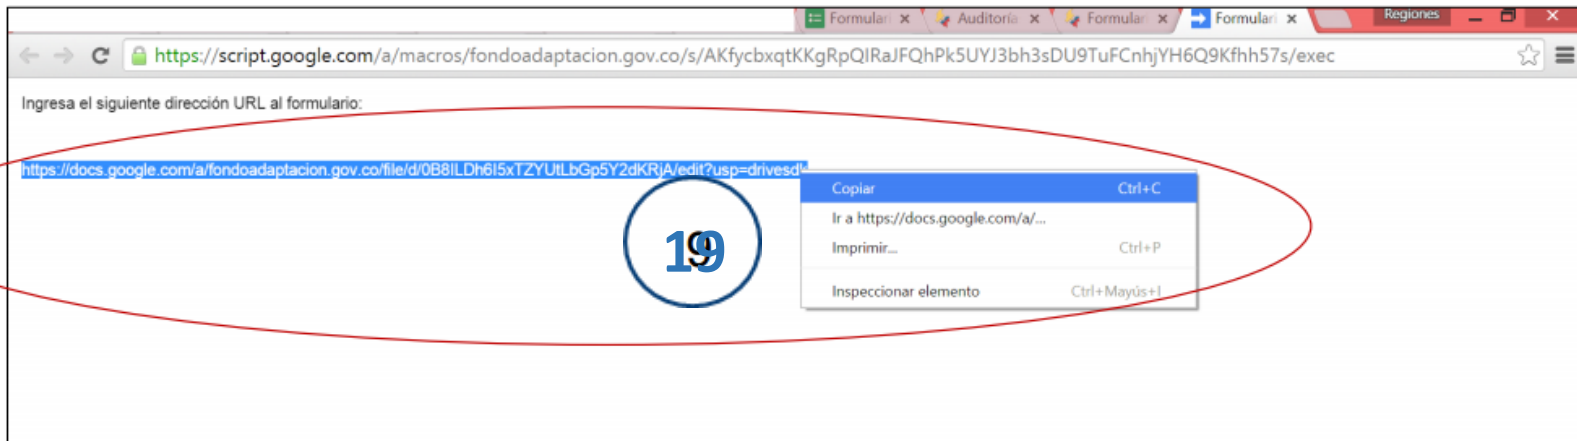 Formulari Auditoría Formular Formulari Regiones
https://script.google.com/a/macros/fondoadaptacion.gov.co/s/AKfycbxqtKKgRpQIRaJFQhPk5UYJ3bh3sDU9TuFCnhjYH6Q9Kfhh57s/exec
Ingresa el siguiente dirección URL al formulario:
https://docs.google.com/a/fondoadaptacion.gov.co/file/d/0B8ILDh6I5xTZYUtLbGp5Y2dKRjA/edit?usp=drivesdk
Copiar Ctrl+C
Ir a https://docs.google.com/a/...
19
Imprimir... Ctrl+P
Inspeccionar elemento Ctrl+Mayús+I